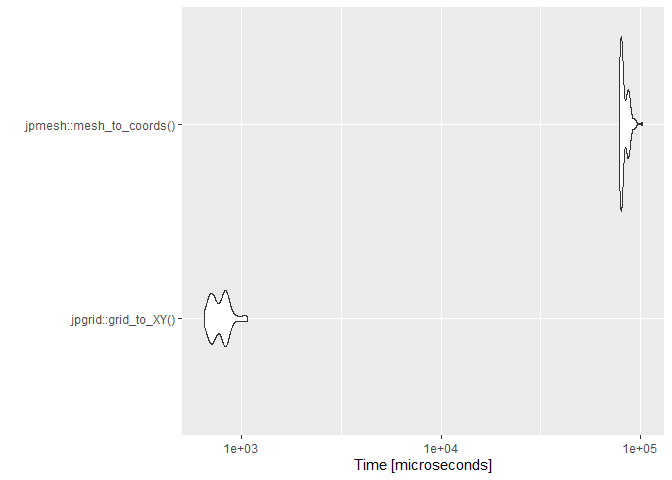 jpmesh::mesh_to_coords()
jpgrid::grid_to_XY()
1e+03 1e+04 1e+05
Time [microseconds]